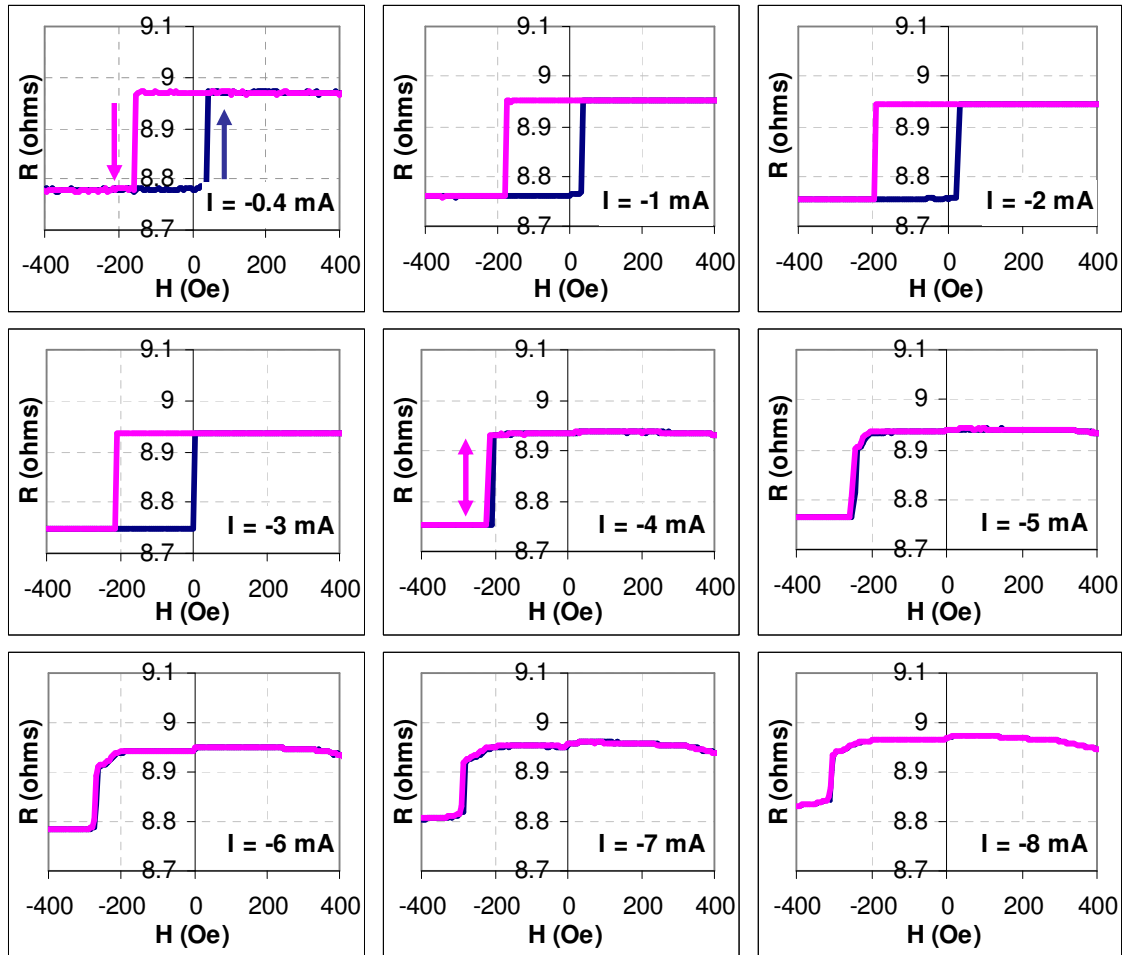 9.1
9
8.9
8.8
8.7
R (ohms)
I = -0.4 mA
-400 -200 0 200 400
H (Oe)
9.1
9
8.9
8.8
8.7
R (ohms)
I = -1 mA
-400 -200 0 200 400
H (Oe)
9.1
9
8.9
8.8
8.7
R (ohms)
I = -2 mA
-400 -200 0 200 400
H (Oe)
9.1
9
8.9
8.8
8.7
R (ohms)
I = -3 mA
-400 -200 0 200 400
H (Oe)
9.1
9
8.9
8.8
8.7
R (ohms)
I = -4 mA
-400 -200 0 200 400
H (Oe)
9.1
9
8.9
8.8
8.7
R (ohms)
I = -5 mA
-400 -200 0 200 400
H (Oe)
9.1
9
8.9
8.8
8.7
R (ohms)
I = -6 mA
-400 -200 0 200 400
H (Oe)
9.1
9
8.9
8.8
8.7
R (ohms)
I = -7 mA
-400 -200 0 200 400
H (Oe)
9.1
9
8.9
8.8
8.7
R (ohms)
I = -8 mA
-400 -200 0 200 400
H (Oe)